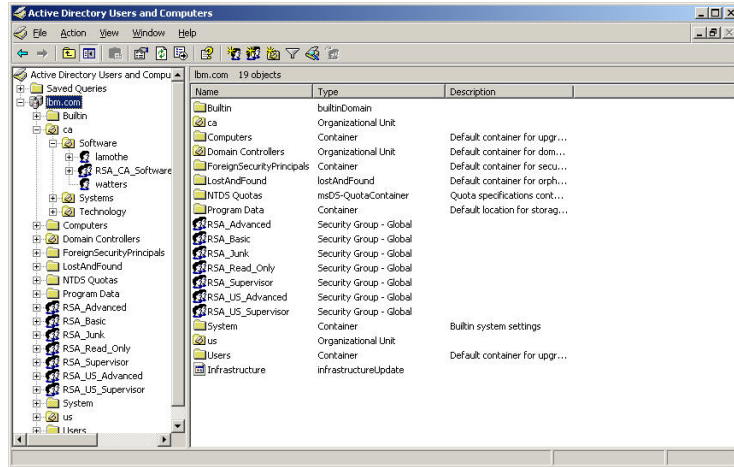 Active Directory Users and Computers
File Action View Window Help
Active Directory Users and Compu
Saved Queries
lbm.com
Builtin
ca
Software
lamothe
RSA_CA_Software
watters
Systems
Technology
Computers
Domain Controllers
ForeignSecurityPrincipals
LostAndFound
NTDS Quotas
Program Data
RSA_Advanced
RSA_Basic
RSA_Junk
RSA_Read_Only
RSA_Supervisor
RSA_US_Advanced
RSA_US_Supervisor
System
us
Users
lbm.com 19 objects
Name Type Description
Builtin builtinDomain
ca Organizational Unit
Computers Container Default container for upgr...
Domain Controllers Organizational Unit Default container for dom...
ForeignSecurityPrincipals Container Default container for secu...
LostAndFound lostAndFound Default container for orph...
NTDS Quotas msDS-QuotaContainer Quota specifications cont...
Program Data Container Default location for storag...
RSA_Advanced Security Group - Global
RSA_Basic Security Group - Global
RSA_Junk Security Group - Global
RSA_Read_Only Security Group - Global
RSA_Supervisor Security Group - Global
RSA_US_Advanced Security Group - Global
RSA_US_Supervisor Security Group - Global
System Container Builtin system settings
us Organizational Unit
Users Container Default container for upgr...
Infrastructure infrastructureUpdate